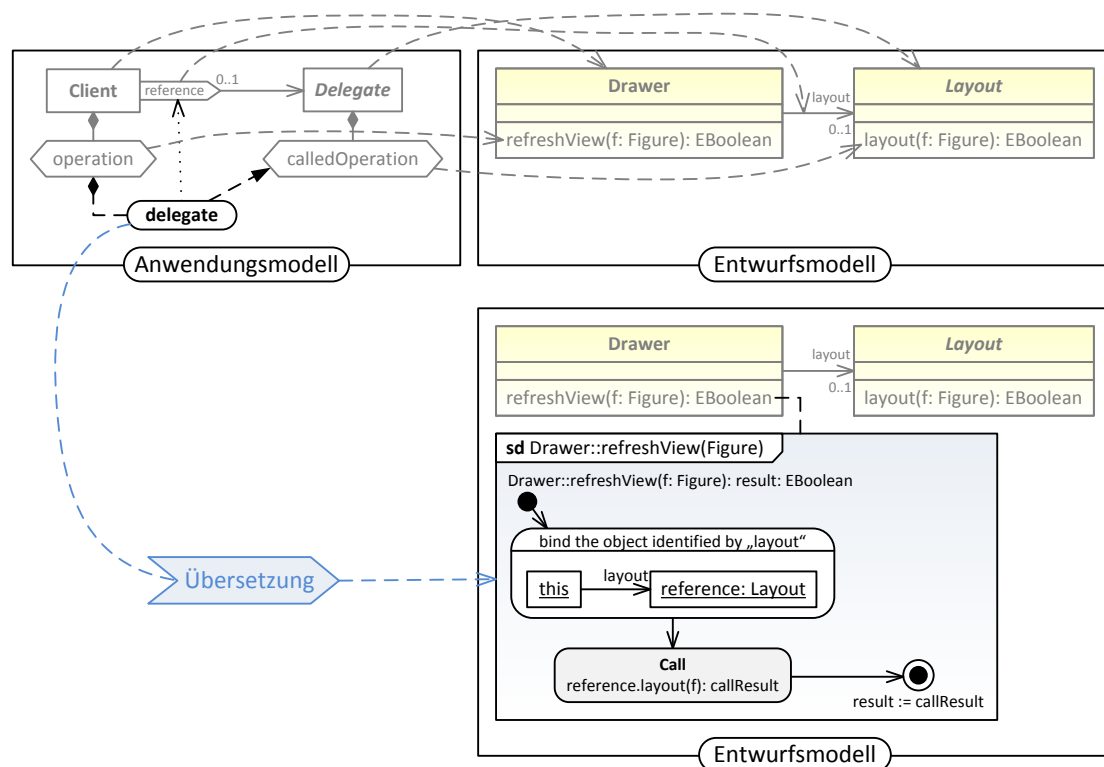 Client
reference
0..1
Delegate
operation
calledOperation
delegate
Anwendungsmodell
Drawer
refreshView(f: Figure): EBoolean
layout
0..1
Layout
layout(f: Figure): EBoolean
Entwurfsmodell
Drawer
refreshView(f: Figure): EBoolean
layout
0..1
Layout
layout(f: Figure): EBoolean
sd Drawer::refreshView(Figure)
Drawer::refreshView(f: Figure): result: EBoolean
bind the object identified by „layout“
this
layout
reference: Layout
Call
reference.layout(f): callResult
result := callResult
Übersetzung
Entwurfsmodell